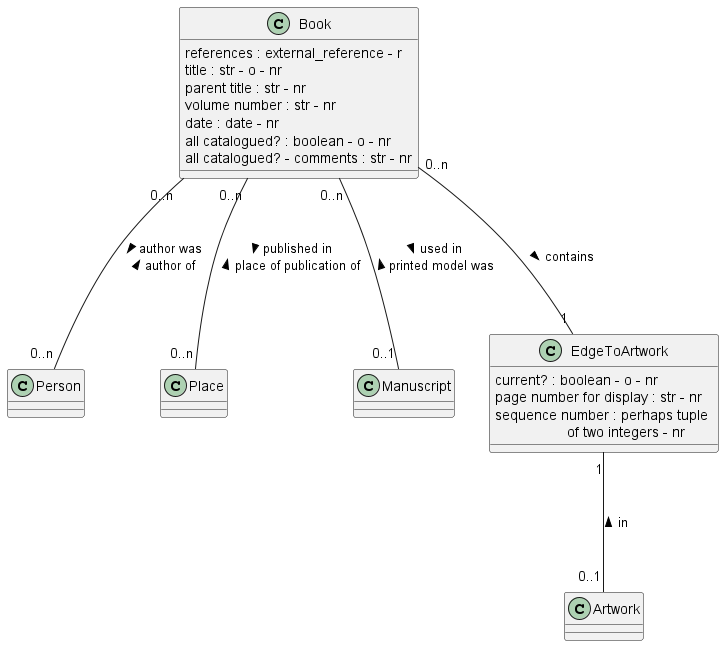 C Book
references : external_reference - r
title : str - o - nr
parent title : str - nr
volume number : str - nr
date : date - nr
all catalogued? : boolean - o - nr
all catalogued? - comments : str - nr
0..n
0..n
0..n
0..n
author was
author of
published in
place of publication of
used in
printed model was
contains
0..n
0..n
0..1
1
C Person
C Place
C Manuscript
C EdgeToArtwork
current? : boolean - o - nr
page number for display : str - nr
sequence number : perhaps tuple
of two integers - nr
1
in
0..1
C Artwork